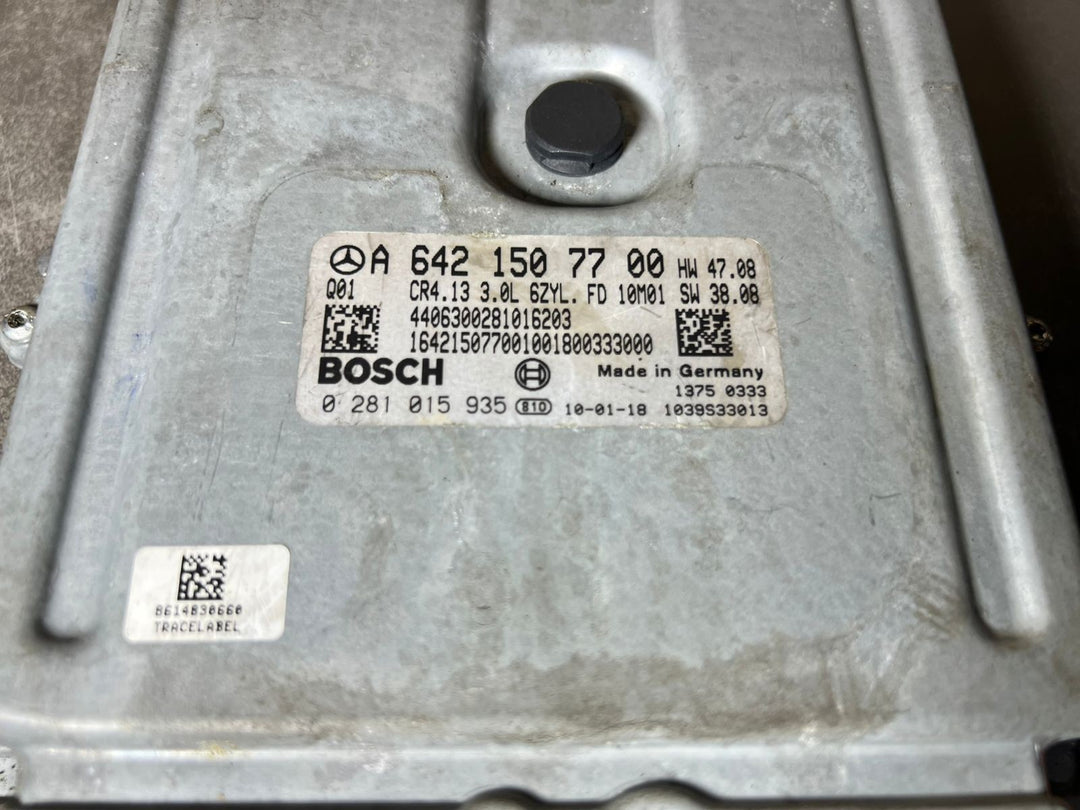 A 642 150 77 00 HW 47.08
Q01 CR4.13 3.0L 6ZYL. FD 10M01 SW 38.08
4406300281016203
164215077001001800333000
BOSCH Made in Germany
1375 0333
0 281 015 935 810 10-01-18 1039S33013
8614830660
TRACELABEL